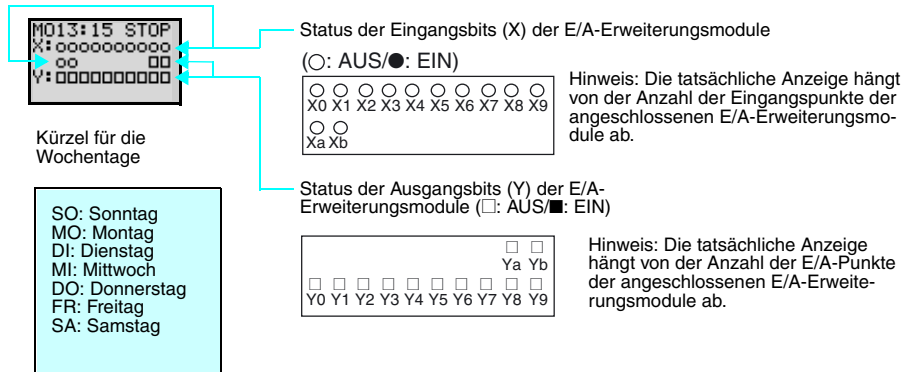 MO13:15 STOP
X:○○○○○○○○○○
○○ □□
Y:□□□□□□□□□□
Kürzel für die
Wochentage
SO: Sonntag
MO: Montag
DI: Dienstag
MI: Mittwoch
DO: Donnerstag
FR: Freitag
SA: Samstag
Status der Eingangsbits (X) der E/A-Erweiterungsmodule
(○: AUS/●: EIN)
X0 X1 X2 X3 X4 X5 X6 X7 X8 X9
Xa Xb
Hinweis: Die tatsächliche Anzeige hängt
von der Anzahl der Eingangspunkte der
angeschlossenen E/A-Erweiterungsmo-
dule ab.
Status der Ausgangsbits (Y) der E/A-
Erweiterungsmodule (□: AUS/■: EIN)
Ya Yb
Y0 Y1 Y2 Y3 Y4 Y5 Y6 Y7 Y8 Y9
Hinweis: Die tatsächliche Anzeige
hängt von der Anzahl der E/A-Punkte
der angeschlossenen E/A-Erweite-
rungsmodule ab.